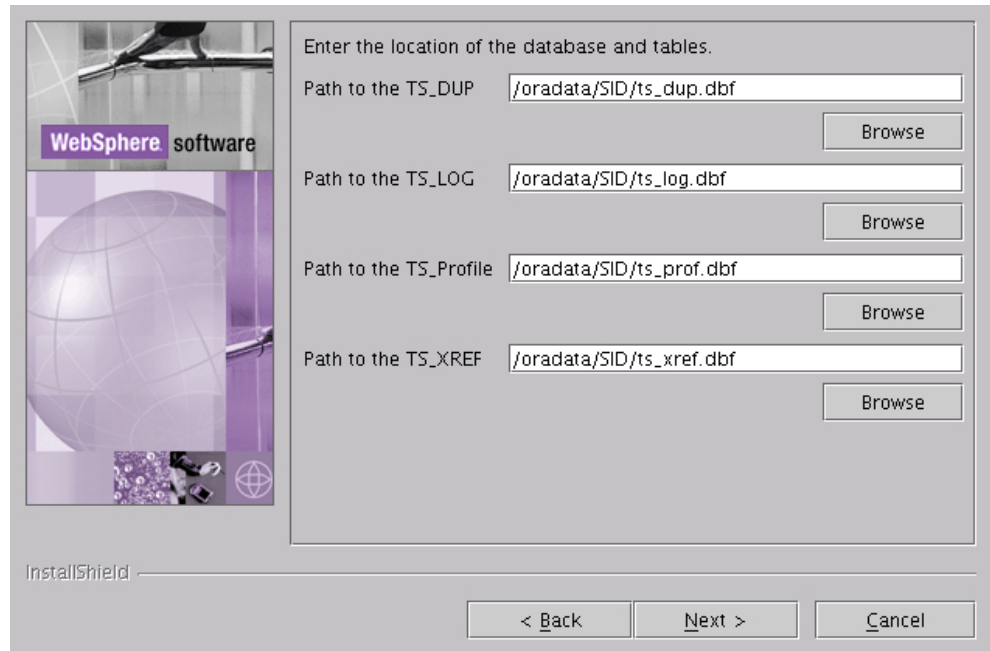 WebSphere software
Enter the location of the database and tables.
Path to the TS_DUP /oradata/SID/ts_dup.dbf
Browse
Path to the TS_LOG /oradata/SID/ts_log.dbf
Browse
Path to the TS_Profile /oradata/SID/ts_prof.dbf
Browse
Path to the TS_XREF /oradata/SID/ts_xref.dbf
Browse
InstallShield
< Back Next > Cancel